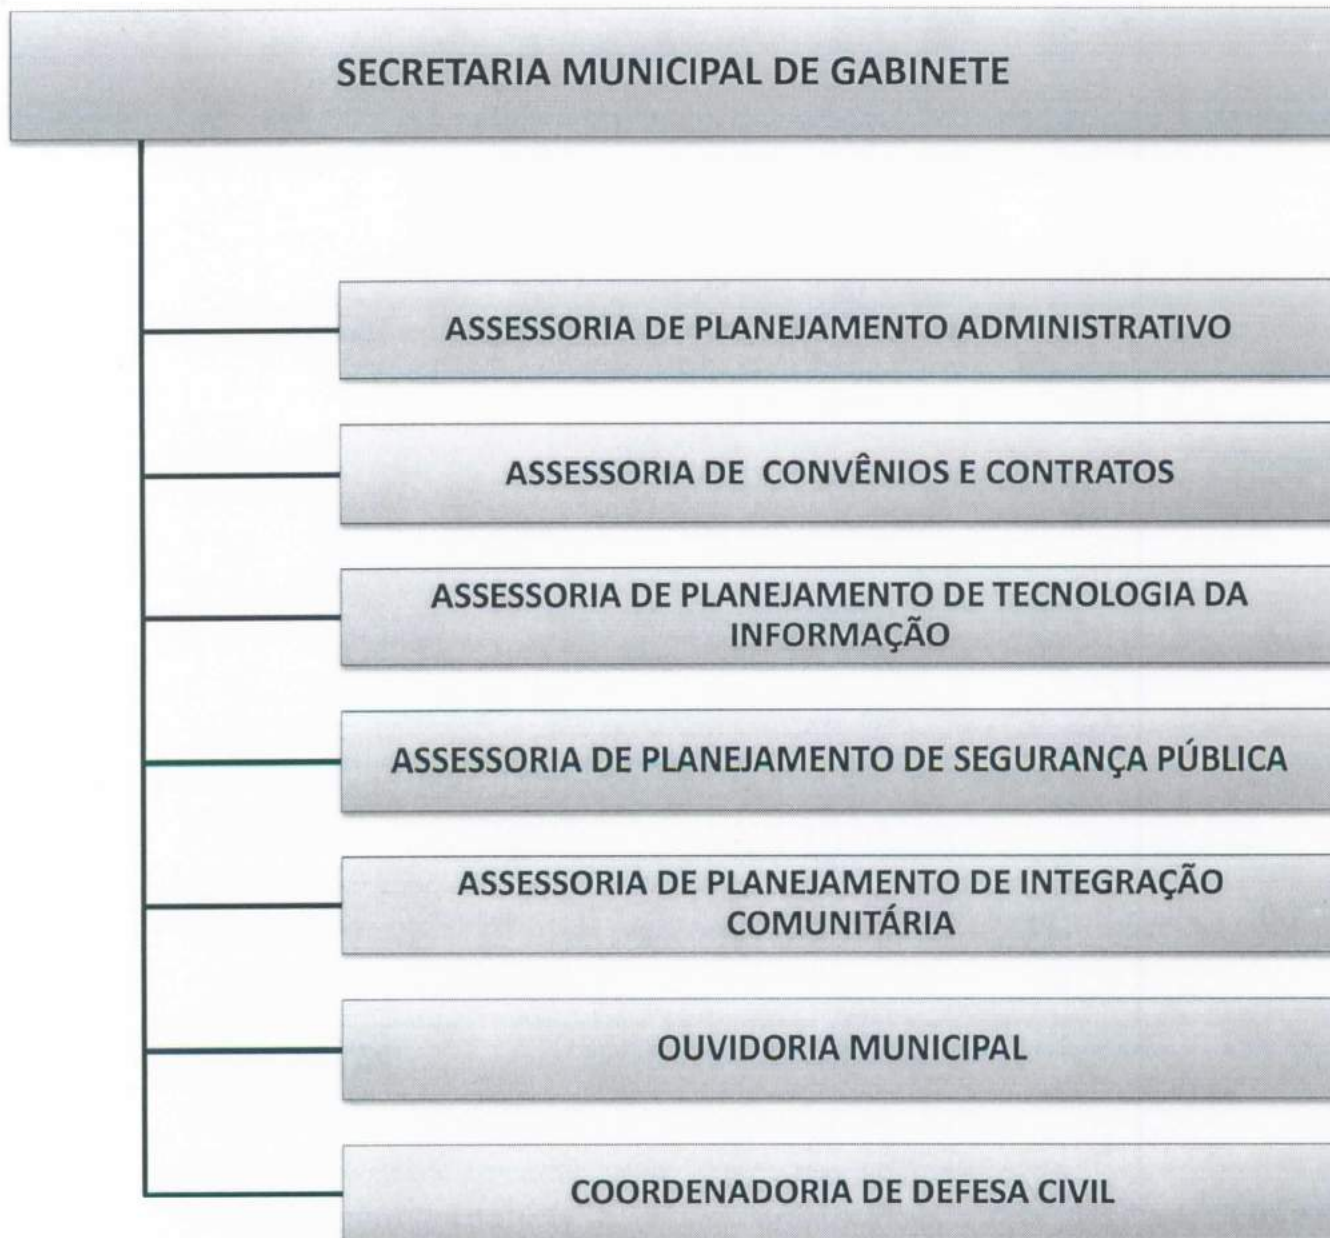 SECRETARIA MUNICIPAL DE GABINETE
ASSESSORIA DE PLANEJAMENTO ADMINISTRATIVO
ASSESSORIA DE CONVÊNIOS E CONTRATOS
ASSESSORIA DE PLANEJAMENTO DE TECNOLOGIA DA
INFORMAÇÃO
ASSESSORIA DE PLANEJAMENTO DE SEGURANÇA PÚBLICA
ASSESSORIA DE PLANEJAMENTO DE INTEGRAÇÃO
COMUNITÁRIA
OUVIDORIA MUNICIPAL
COORDENADORIA DE DEFESA CIVIL